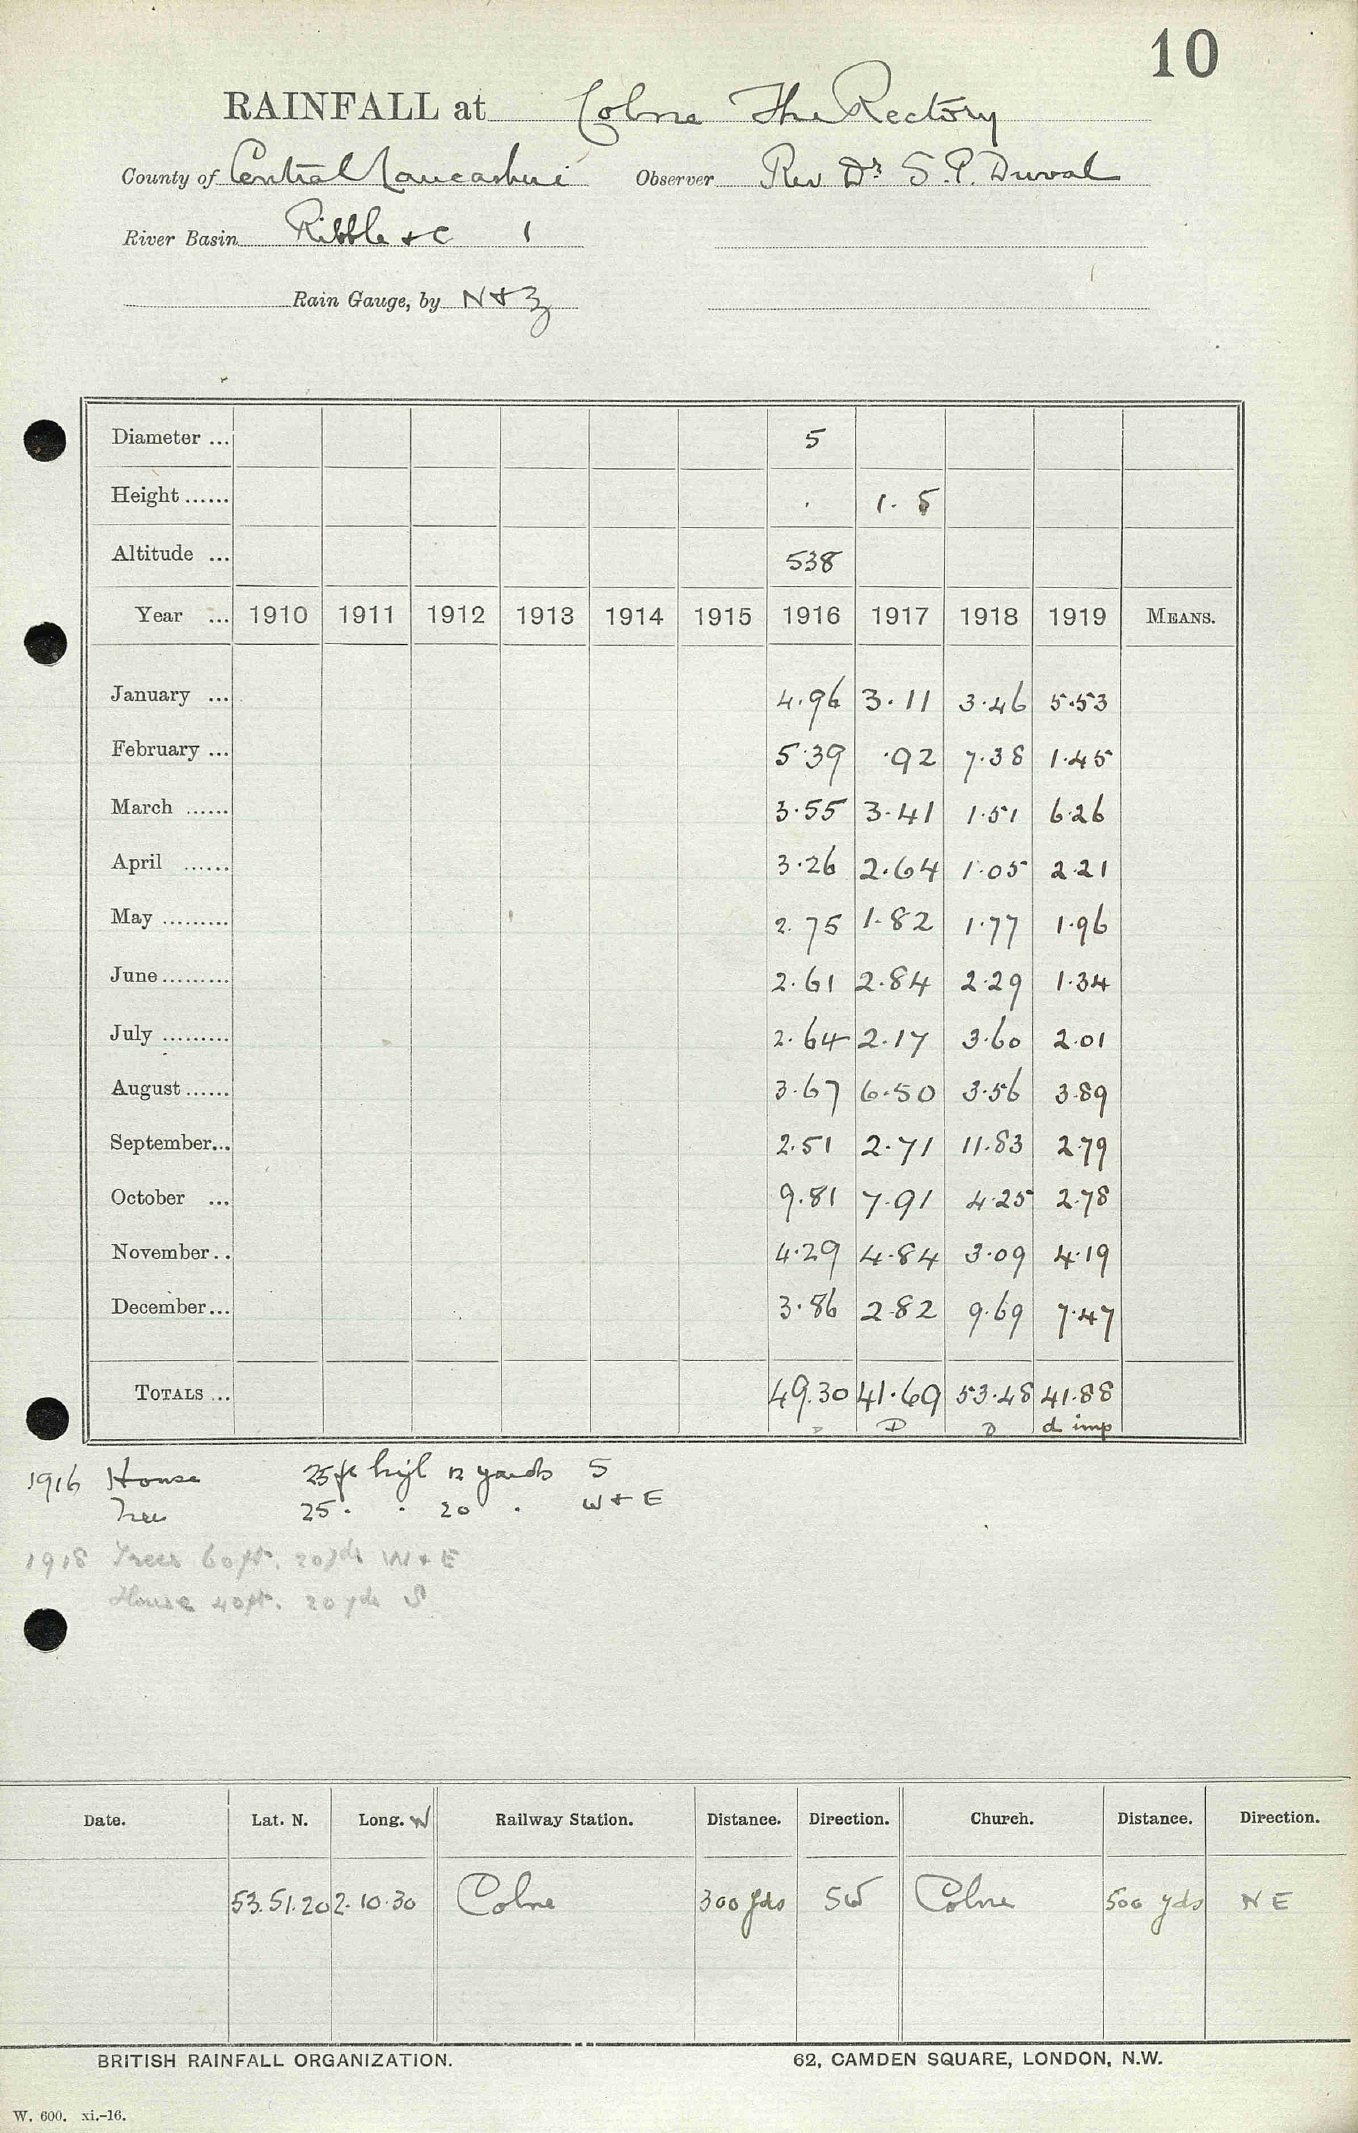 10
RAINFALL at Colne The Rectory
County of Central Lancashire Observer Rev Dr S. P. Duval
River Basin Ribble &c 1
Rain Gauge, by N & Z
Diameter ... 5
Height ...... 1.5
Altitude ... 538
Year ... 1910 1911 1912 1913 1914 1915 1916 1917 1918 1919 MEANS.
January ... 4.96 3.11 3.46 5.53
February ... 5.39 .92 7.38 1.45
March ...... 3.55 3.41 1.51 6.26
April ...... 3.26 2.64 1.05 2.21
May ......... 2.75 1.82 1.77 1.96
June ......... 2.61 2.84 2.29 1.34
July ......... 2.64 2.17 3.60 2.01
August ...... 3.67 6.50 3.56 3.89
September... 2.51 2.71 11.83 2.79
October ... 9.81 7.91 4.25 2.78
November .. 4.29 4.84 3.09 4.19
December... 3.86 2.82 9.69 7.47
TOTALS ... 49.30 41.69 53.48 41.88
D D D d imp
1916 House 25 ft high 12 yards S
Tree 25 . . 20 . W & E
1918 Trees 60 ft. 20 yds W & E
House 40 ft. 20 yds S
Date. Lat. N. Long. W Railway Station. Distance. Direction. Church. Distance. Direction.
53.51.20 2.10.30 Colne 300 yds SW Colne 500 yds NE
BRITISH RAINFALL ORGANIZATION. 62, CAMDEN SQUARE, LONDON, N.W.
W. 600. xi.-16.